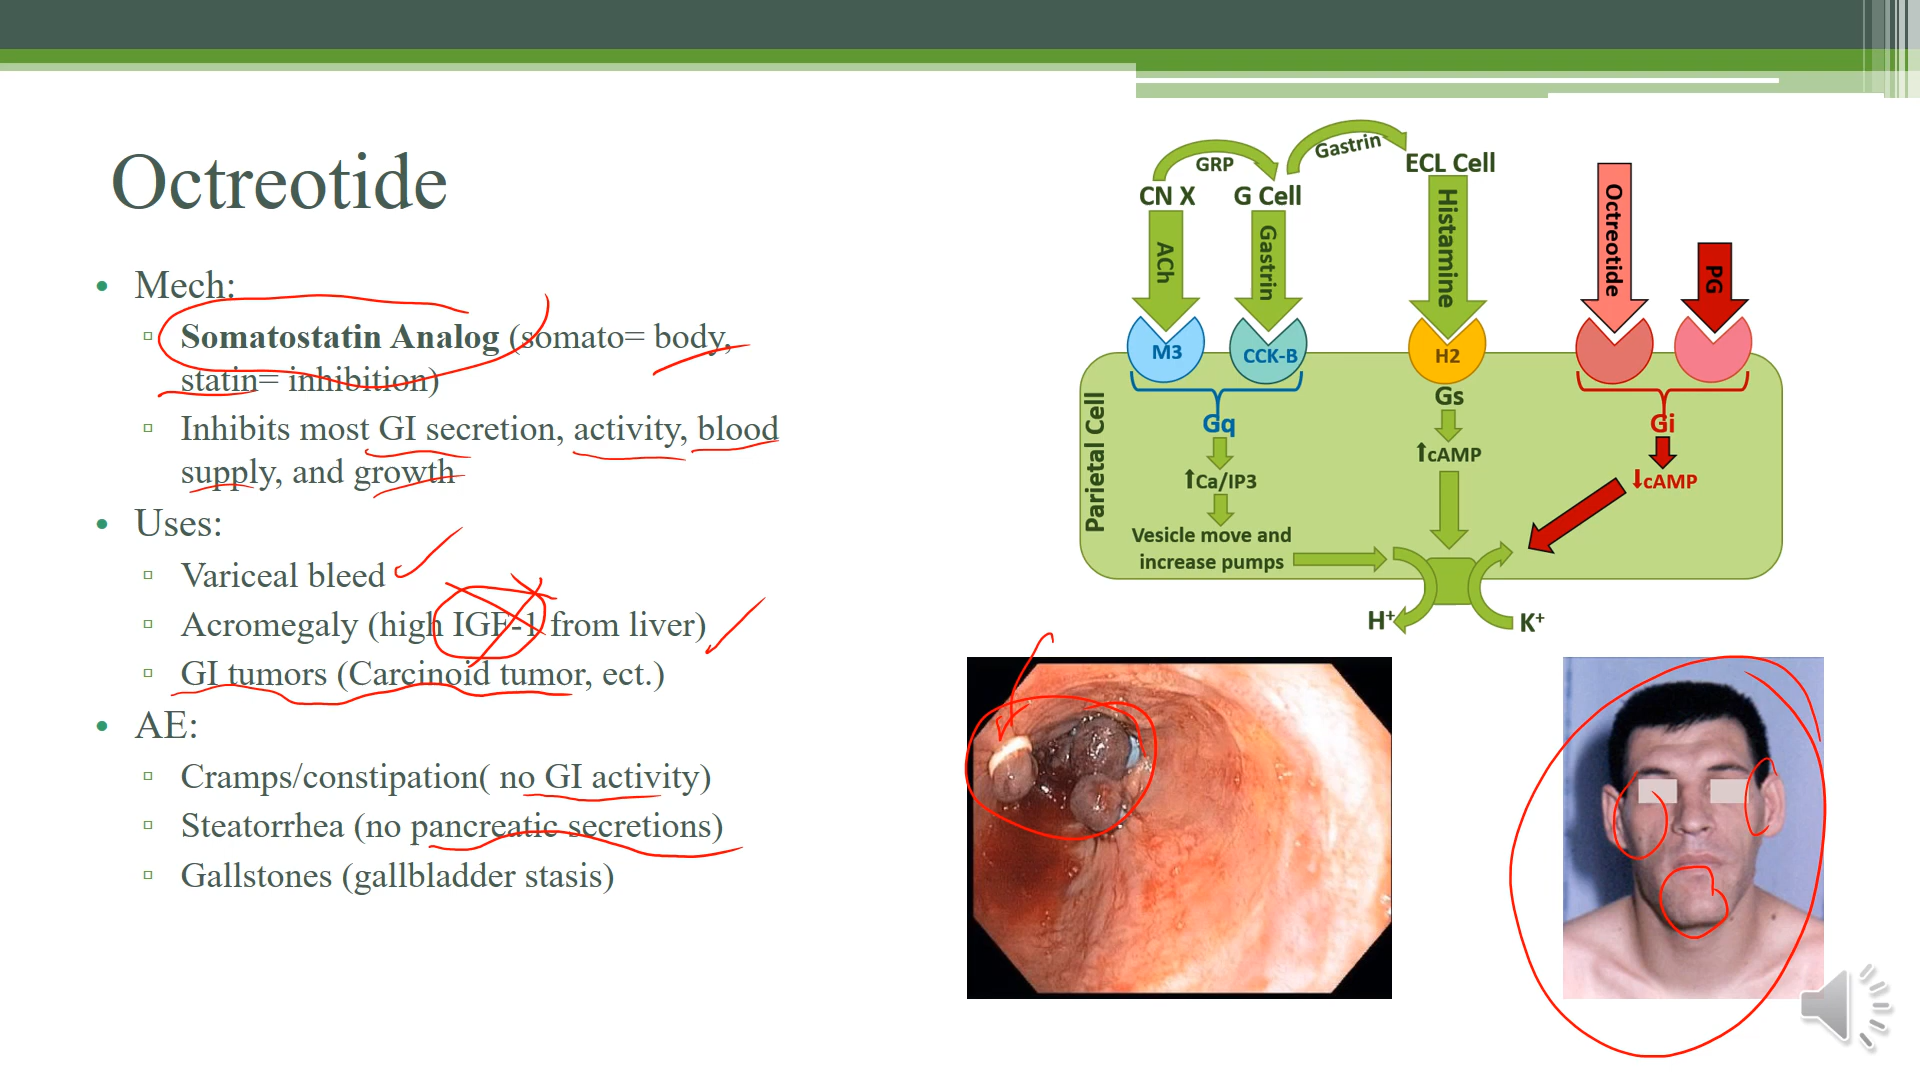 Octreotide
• Mech:
▫ Somatostatin Analog (somato= body,
statin= inhibition)
▫ Inhibits most GI secretion, activity, blood
supply, and growth
• Uses:
▫ Variceal bleed
▫ Acromegaly (high IGF-1 from liver)
▫ GI tumors (Carcinoid tumor, ect.)
• AE:
▫ Cramps/constipation( no GI activity)
▫ Steatorrhea (no pancreatic secretions)
▫ Gallstones (gallbladder stasis)
GRP
Gastrin
CN X
G Cell
ECL Cell
ACh
Gastrin
Histamine
Octreotide
PG
M3
CCK-B
H2
Parietal Cell
Gq
Gs
Gi
↑Ca/IP3
↑cAMP
↓cAMP
Vesicle move and
increase pumps
H⁺
K⁺